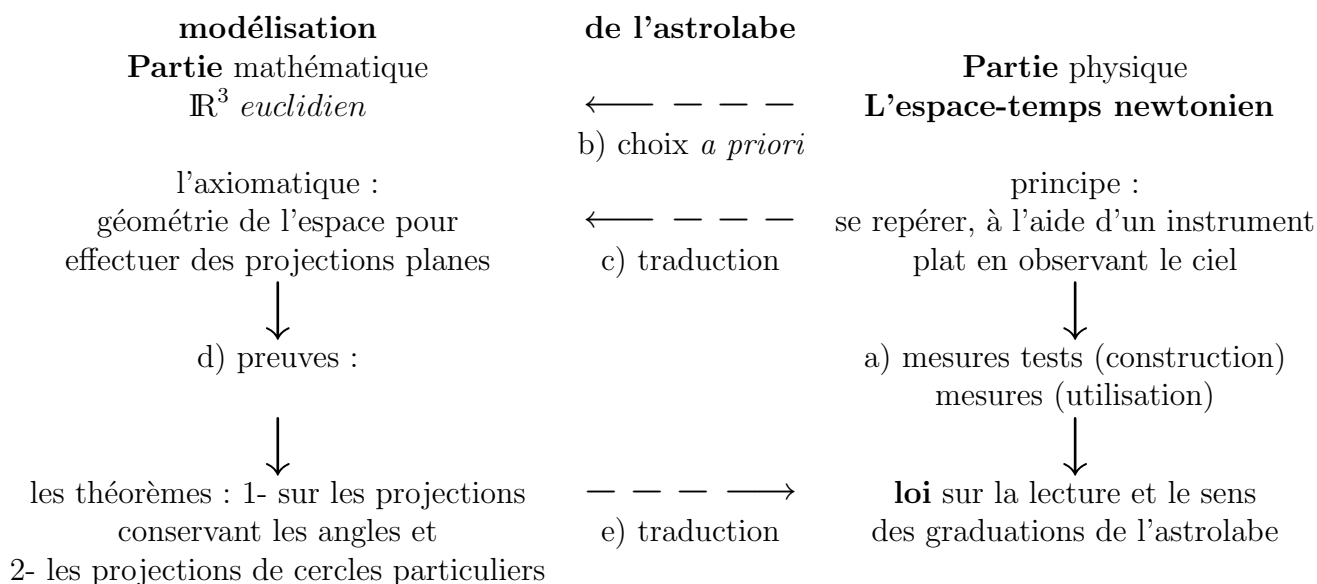 modélisation de l'astrolabe
Partie mathématique Partie physique
ℝ³ euclidien ←— — — — L'espace-temps newtonien
b) choix a priori
l'axiomatique : principe :
géométrie de l'espace pour ←— — — — se repérer, à l'aide d'un instrument
effectuer des projections planes c) traduction plat en observant le ciel
d) preuves : a) mesures tests (construction)
mesures (utilisation)
les théorèmes : 1- sur les projections — — — —→ loi sur la lecture et le sens
conservant les angles et e) traduction des graduations de l'astrolabe
2- les projections de cercles particuliers